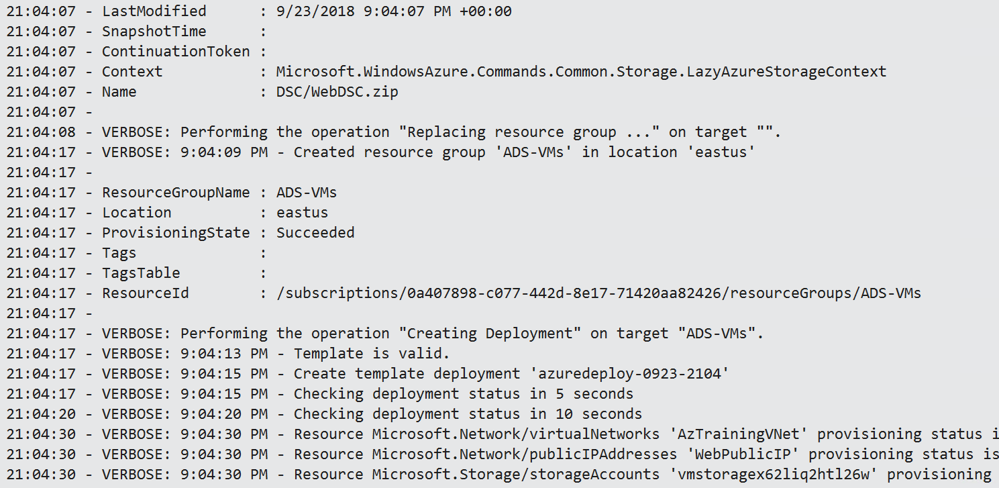 21:04:07 - LastModified      : 9/23/2018 9:04:07 PM +00:00
21:04:07 - SnapshotTime      :
21:04:07 - ContinuationToken :
21:04:07 - Context           : Microsoft.WindowsAzure.Commands.Common.Storage.LazyAzureStorageContext
21:04:07 - Name              : DSC/WebDSC.zip
21:04:07 -
21:04:08 - VERBOSE: Performing the operation "Replacing resource group ..." on target "".
21:04:17 - VERBOSE: 9:04:09 PM - Created resource group 'ADS-VMs' in location 'eastus'
21:04:17 -
21:04:17 - ResourceGroupName : ADS-VMs
21:04:17 - Location          : eastus
21:04:17 - ProvisioningState : Succeeded
21:04:17 - Tags              :
21:04:17 - TagsTable         :
21:04:17 - ResourceId        : /subscriptions/0a407898-c077-442d-8e17-71420aa82426/resourceGroups/ADS-VMs
21:04:17 -
21:04:17 - VERBOSE: Performing the operation "Creating Deployment" on target "ADS-VMs".
21:04:17 - VERBOSE: 9:04:13 PM - Template is valid.
21:04:17 - VERBOSE: 9:04:15 PM - Create template deployment 'azuredeploy-0923-2104'
21:04:17 - VERBOSE: 9:04:15 PM - Checking deployment status in 5 seconds
21:04:20 - VERBOSE: 9:04:20 PM - Checking deployment status in 10 seconds
21:04:30 - VERBOSE: 9:04:30 PM - Resource Microsoft.Network/virtualNetworks 'AzTrainingVNet' provisioning status i
21:04:30 - VERBOSE: 9:04:30 PM - Resource Microsoft.Network/publicIPAddresses 'WebPublicIP' provisioning status is
21:04:30 - VERBOSE: 9:04:30 PM - Resource Microsoft.Storage/storageAccounts 'vmstoragex62liq2htl26w' provisioning